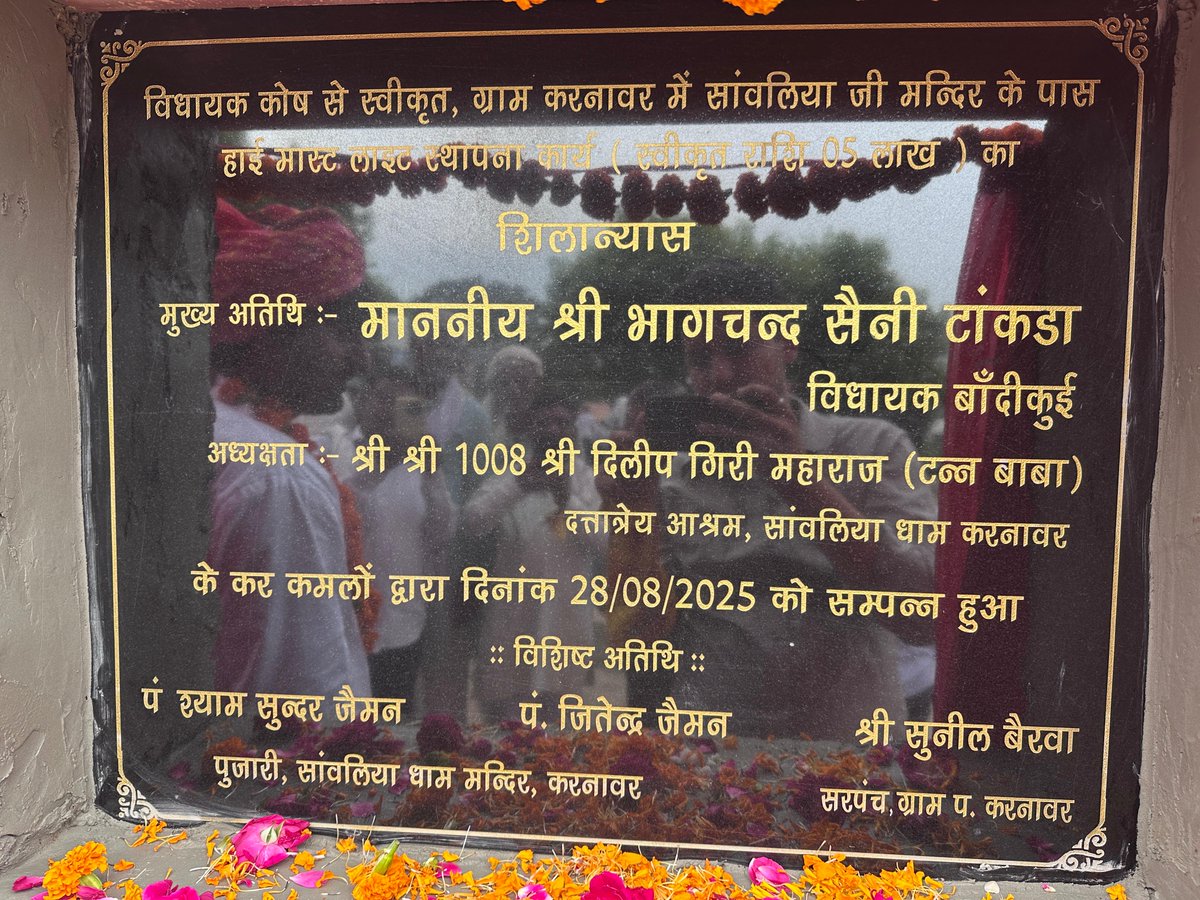 विधायक कोष से स्वीकृत, ग्राम करनावर में सांवलिया जी मन्दिर के पास
हाई मास्ट लाइट स्थापना कार्य ( स्वीकृत राशि 05 लाख ) का
शिलान्यास
मुख्य अतिथि :- माननीय श्री भागचन्द सैनी टांकडा
विधायक बाँदीकुई
अध्यक्षता :- श्री श्री 1008 श्री दिलीप गिरी महाराज (टन्न बाबा)
दत्तात्रेय आश्रम, सांवलिया धाम करनावर
के कर कमलों द्वारा दिनांक 28/08/2025 को सम्पन्न हुआ
:: विशिष्ट अतिथि ::
पं श्याम सुन्दर जैमन पं. जितेन्द्र जैमन श्री सुनील बैरवा
पुजारी, सांवलिया धाम मन्दिर, करनावर सरपंच,ग्राम प. करनावर